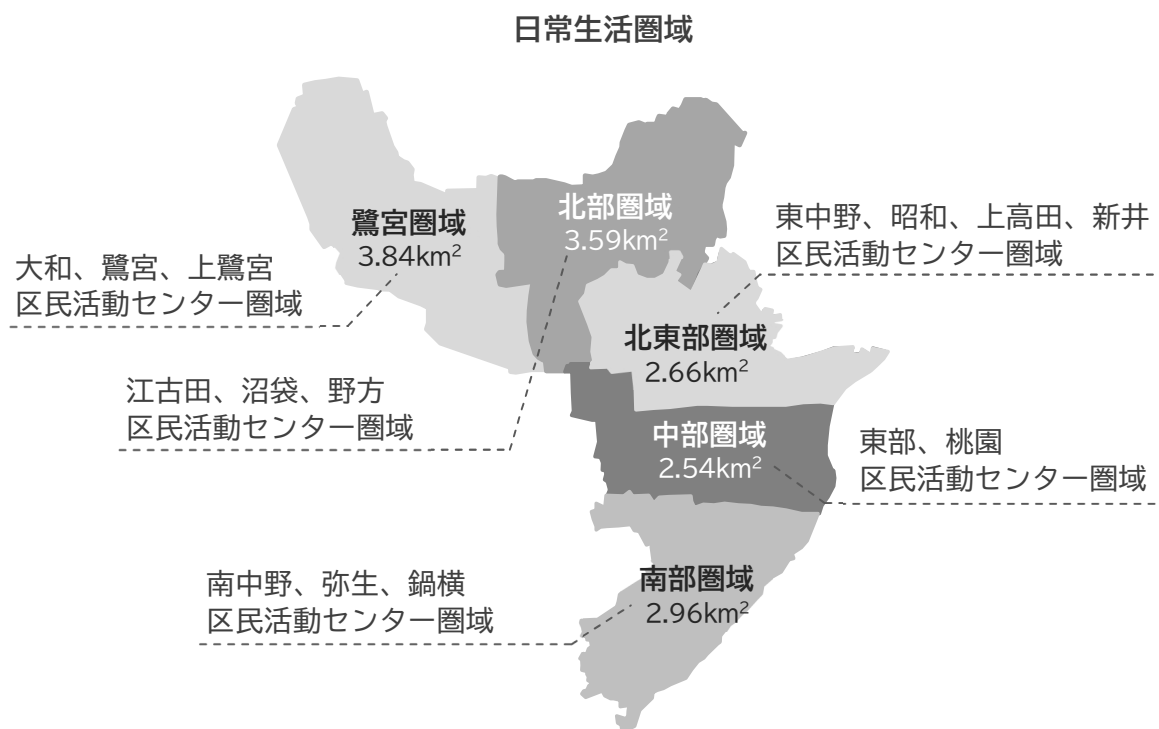 日常生活圏域
鷺宮圏域
3.84km²
北部圏域
3.59km²
東中野、昭和、上高田、新井
区民活動センター圏域
大和、鷺宮、上鷺宮
区民活動センター圏域
北東部圏域
2.66km²
江古田、沼袋、野方
区民活動センター圏域
中部圏域
2.54km²
東部、桃園
区民活動センター圏域
南中野、弥生、鍋横
区民活動センター圏域
南部圏域
2.96km²